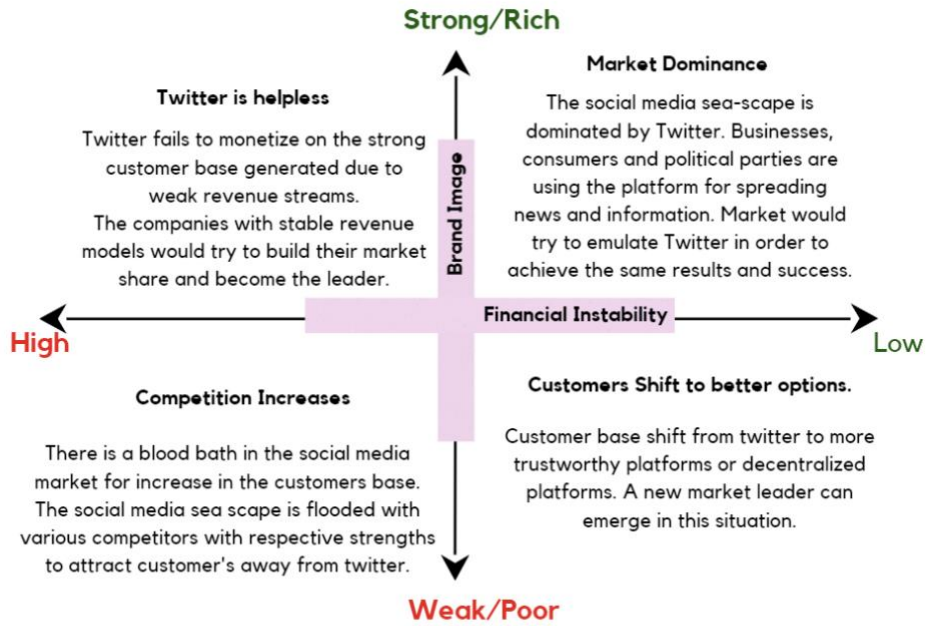 Strong/Rich
Twitter is helpless
Twitter fails to monetize on the strong
customer base generated due to
weak revenue streams.
The companies with stable revenue
models would try to build their market
share and become the leader.
Market Dominance
The social media sea-scape is
dominated by Twitter. Businesses,
consumers and political parties are
using the platform for spreading
news and information. Market would
try to emulate Twitter in order to
achieve the same results and success.
Brand Image
Financial Instability
High
Low
Competition Increases
There is a blood bath in the social media
market for increase in the customers base.
The social media sea scape is flooded with
various competitors with respective strengths
to attract customer's away from twitter.
Customers Shift to better options.
Customer base shift from twitter to more
trustworthy platforms or decentralized
platforms. A new market leader can
emerge in this situation.
Weak/Poor